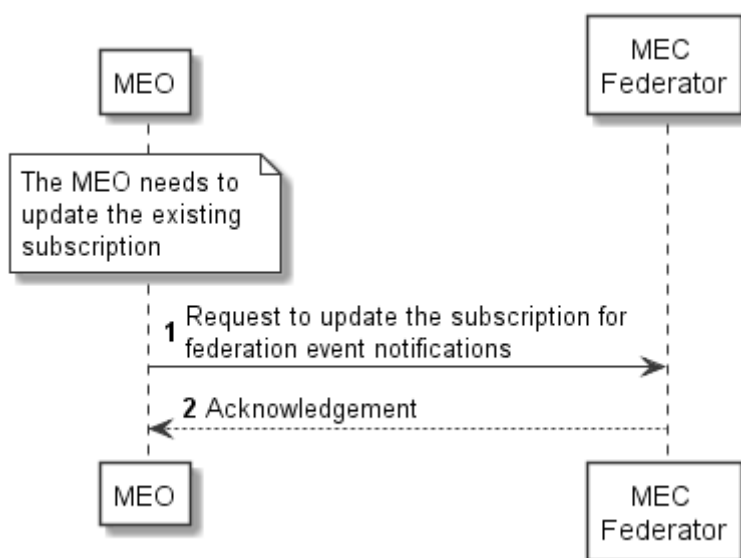 MEO
MEC
Federator
The MEO needs to
update the existing
subscription
1 Request to update the subscription for
federation event notifications
2 Acknowledgement
MEO
MEC
Federator